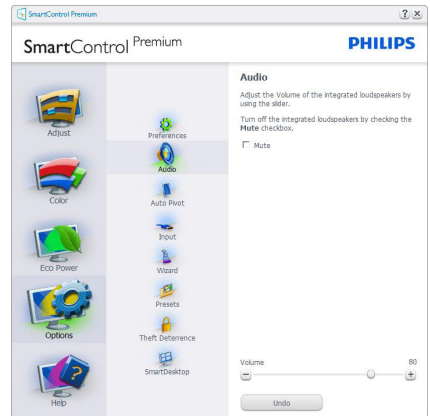 SmartControl Premium
? ×
SmartControl Premium
PHILIPS
Adjust
Color
Eco Power
Options
Help
Preferences
Audio
Auto Pivot
Input
Wizard
Presets
Theft Deterrence
SmartDesktop
Audio
Adjust the Volume of the integrated loudspeakers by
using the slider.
Turn off the integrated loudspeakers by checking the
Mute checkbox.
Mute
Volume 80
Undo